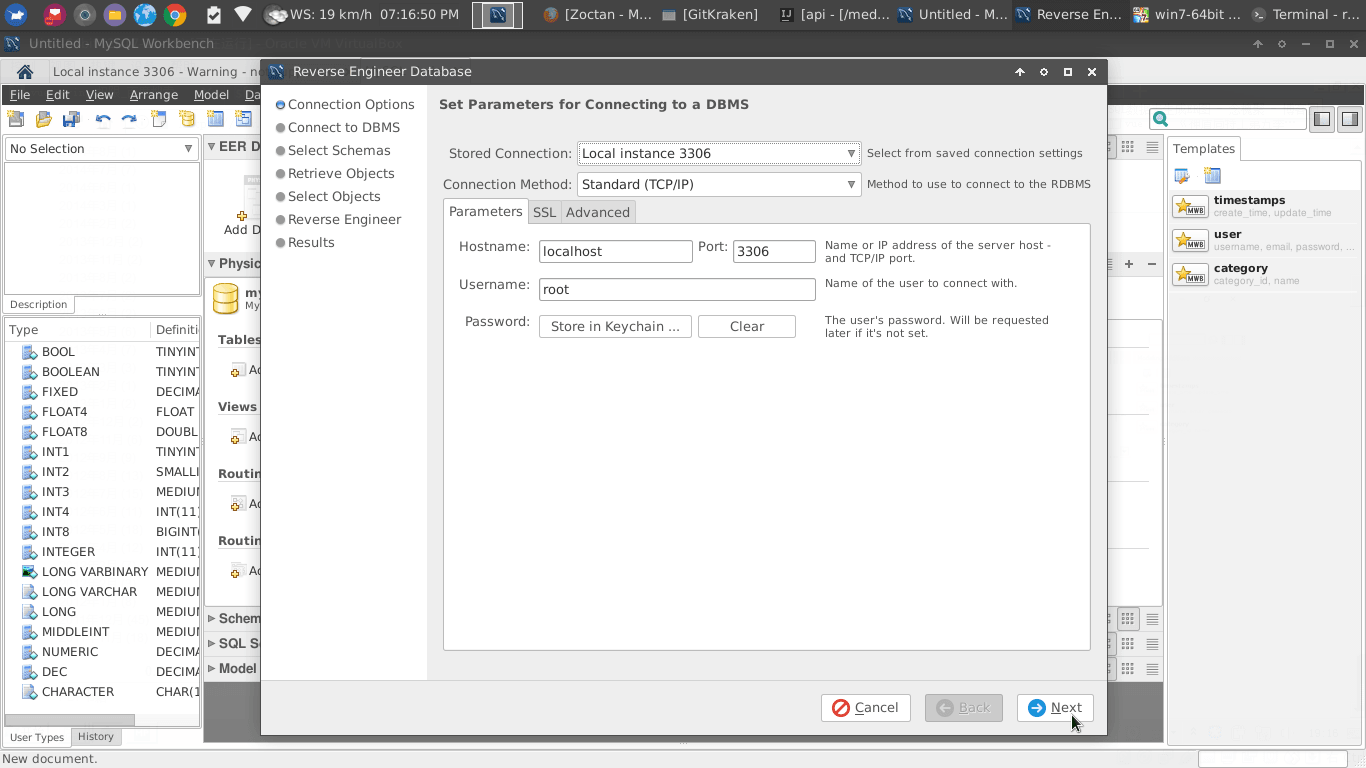 WS: 19 km/h 07:16:50 PM [Zoctan - M... [GitKraken] [api - [/med... Untitled - M... Reverse En... win7-64bit ... Terminal - r...
Untitled - MySQL Workbench
Local instance 3306 - Warning - no
File Edit View Arrange Model Da
No Selection
Description
Type Definiti
BOOL TINYINT
BOOLEAN TINYINT
FIXED DECIMA
FLOAT4 FLOAT
FLOAT8 DOUBL
INT1 TINYINT
INT2 SMALLI
INT3 MEDIUM
INT4 INT(11)
INT8 BIGINT(
INTEGER INT(11)
LONG VARBINARY MEDIUM
LONG VARCHAR MEDIUM
LONG MEDIUM
MIDDLEINT MEDIUM
NUMERIC DECIMA
DEC DECIMA
CHARACTER CHAR(1
User Types History
New document.
EER D
Add D
Physic
my
My
Tables
Ad
Views
Ad
Routin
Ad
Routin
Ad
Schem
SQL S
Model
Reverse Engineer Database
Connection Options
Connect to DBMS
Select Schemas
Retrieve Objects
Select Objects
Reverse Engineer
Results
Set Parameters for Connecting to a DBMS
Stored Connection: Local instance 3306 Select from saved connection settings
Connection Method: Standard (TCP/IP) Method to use to connect to the RDBMS
Parameters SSL Advanced
Hostname: localhost Port: 3306 Name or IP address of the server host -
and TCP/IP port.
Username: root Name of the user to connect with.
Password: Store in Keychain ... Clear The user's password. Will be requested
later if it's not set.
Cancel Back Next
Templates
timestamps
create_time, update_time
user
username, email, password, ...
category
category_id, name